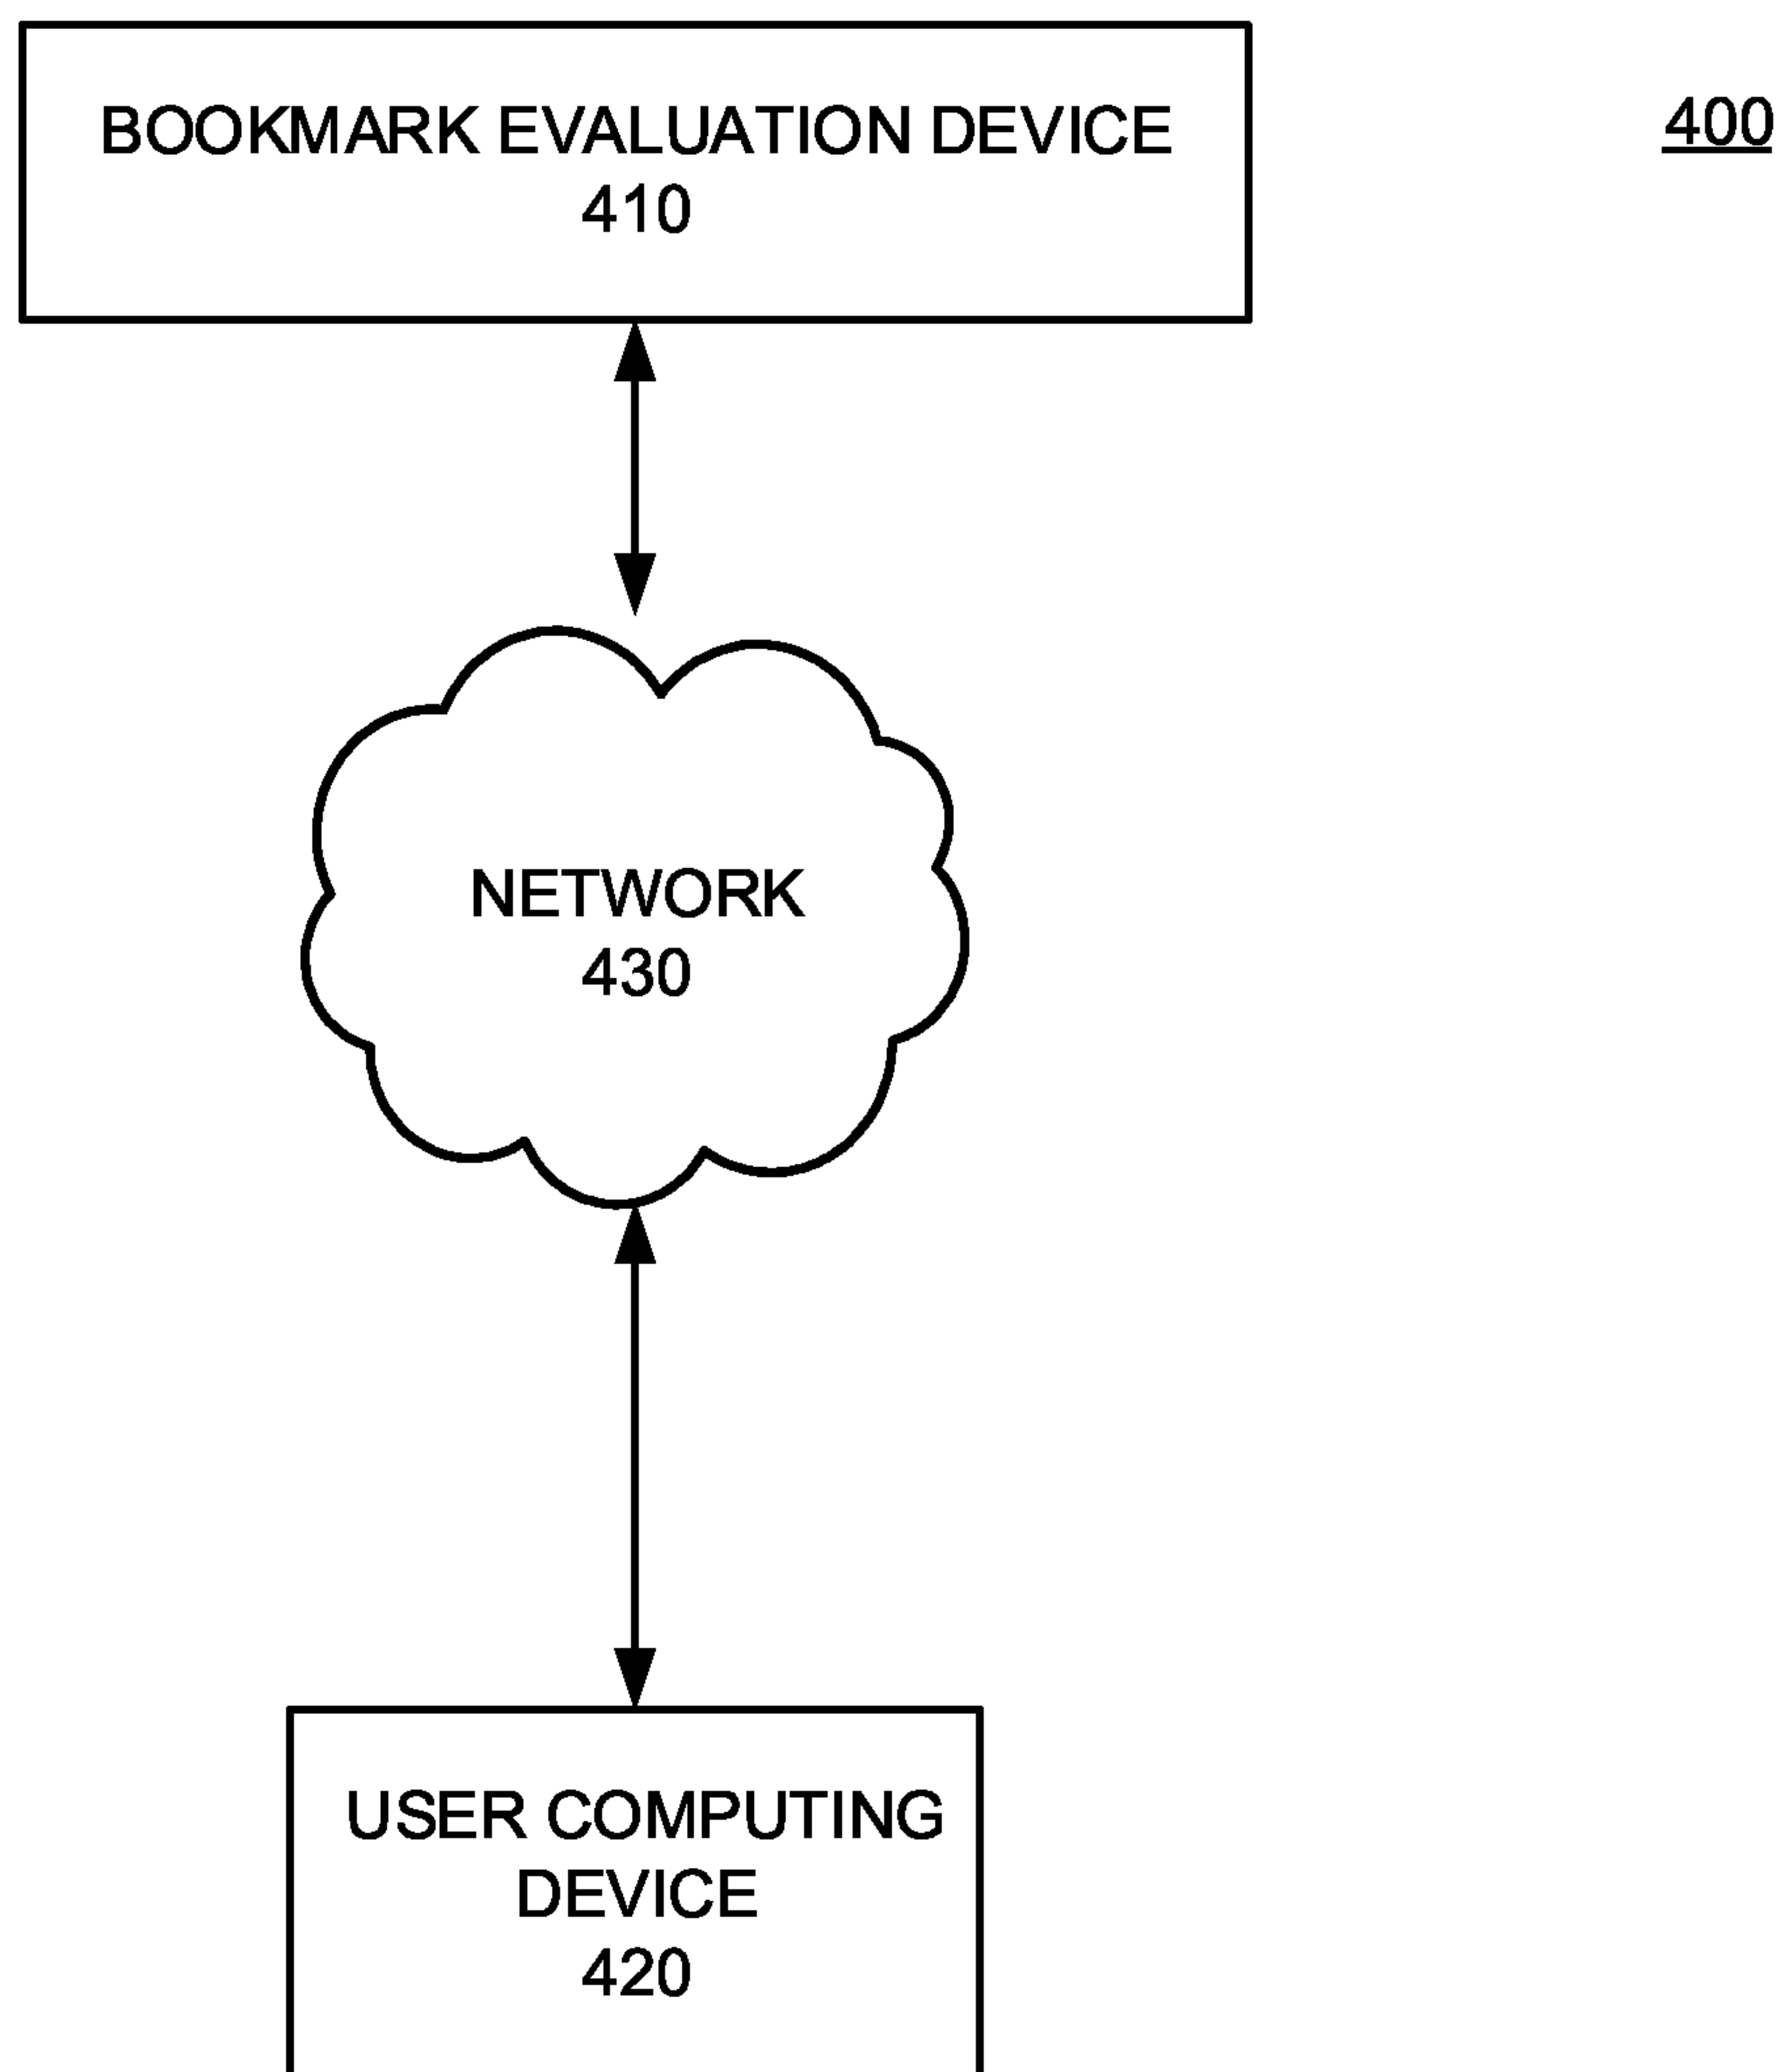 BOOKMARK EVALUATION DEVICE
410
400
NETWORK
430
USER COMPUTING
DEVICE
420